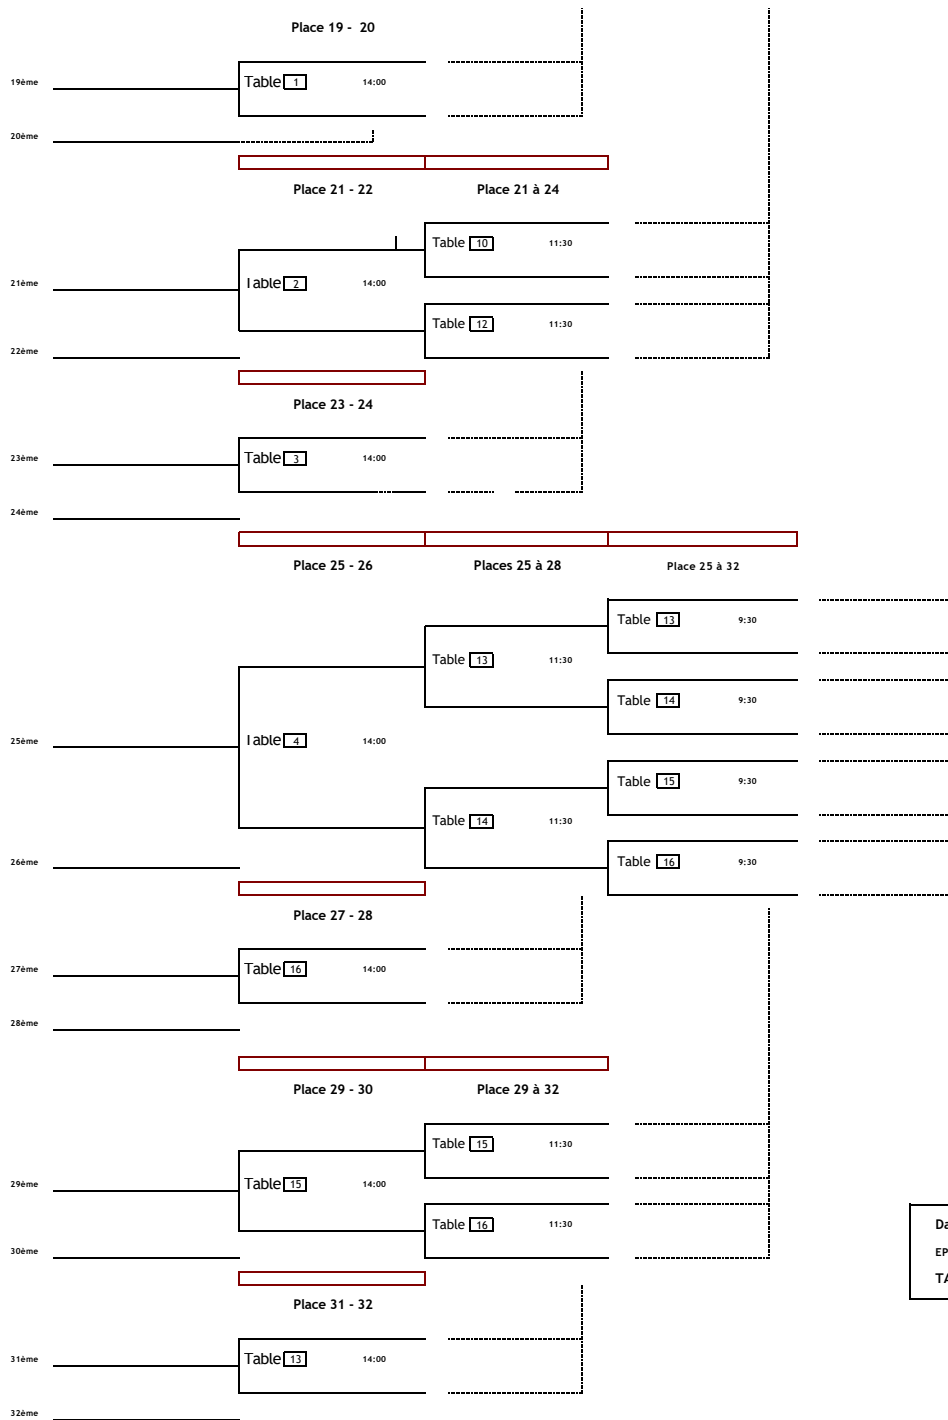 Place 19 - 20
19ème Table 1 14:00
20ème
Place 21 - 22 Place 21 à 24
Table 10 11:30
21ème Table 2 14:00
Table 12 11:30
22ème
Place 23 - 24
23ème Table 3 14:00
24ème
Place 25 - 26 Places 25 à 28 Place 25 à 32
Table 13 9:30
Table 13 11:30
Table 14 9:30
25ème Table 4 14:00
Table 15 9:30
Table 14 11:30
26ème Table 16 9:30
Place 27 - 28
27ème Table 16 14:00
28ème
Place 29 - 30 Place 29 à 32
Table 15 11:30
29ème Table 15 14:00
Table 16 11:30
Da
30ème EP
TA
Place 31 - 32
31ème Table 13 14:00
32ème